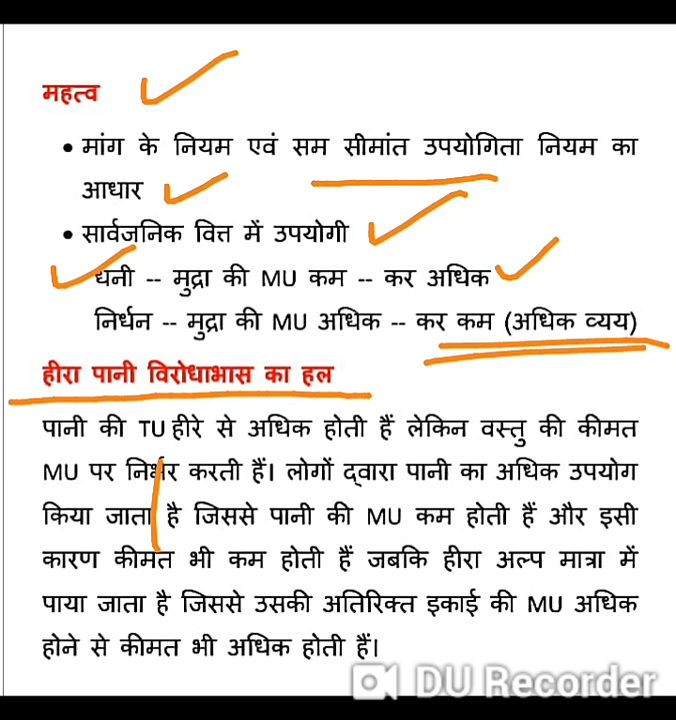 महत्व
• मांग के नियम एवं सम सीमांत उपयोगिता नियम का
आधार
• सार्वजनिक वित्त में उपयोगी
धनी -- मुद्रा की MU कम -- कर अधिक
निर्धन -- मुद्रा की MU अधिक -- कर कम (अधिक व्यय)
हीरा पानी विरोधाभास का हल
पानी की TU हीरे से अधिक होती हैं लेकिन वस्तु की कीमत
MU पर निर्भर करती हैं। लोगों द्वारा पानी का अधिक उपयोग
किया जाता है जिससे पानी की MU कम होती हैं और इसी
कारण कीमत भी कम होती हैं जबकि हीरा अल्प मात्रा में
पाया जाता है जिससे उसकी अतिरिक्त इकाई की MU अधिक
होने से कीमत भी अधिक होती हैं।
DU Recorder